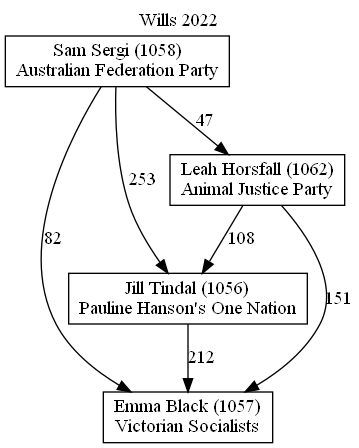 Wills 2022
Sam Sergi (1058)
Australian Federation Party
47
Leah Horsfall (1062)
Animal Justice Party
253
82
108
Jill Tindal (1056)
Pauline Hanson's One Nation
151
212
Emma Black (1057)
Victorian Socialists